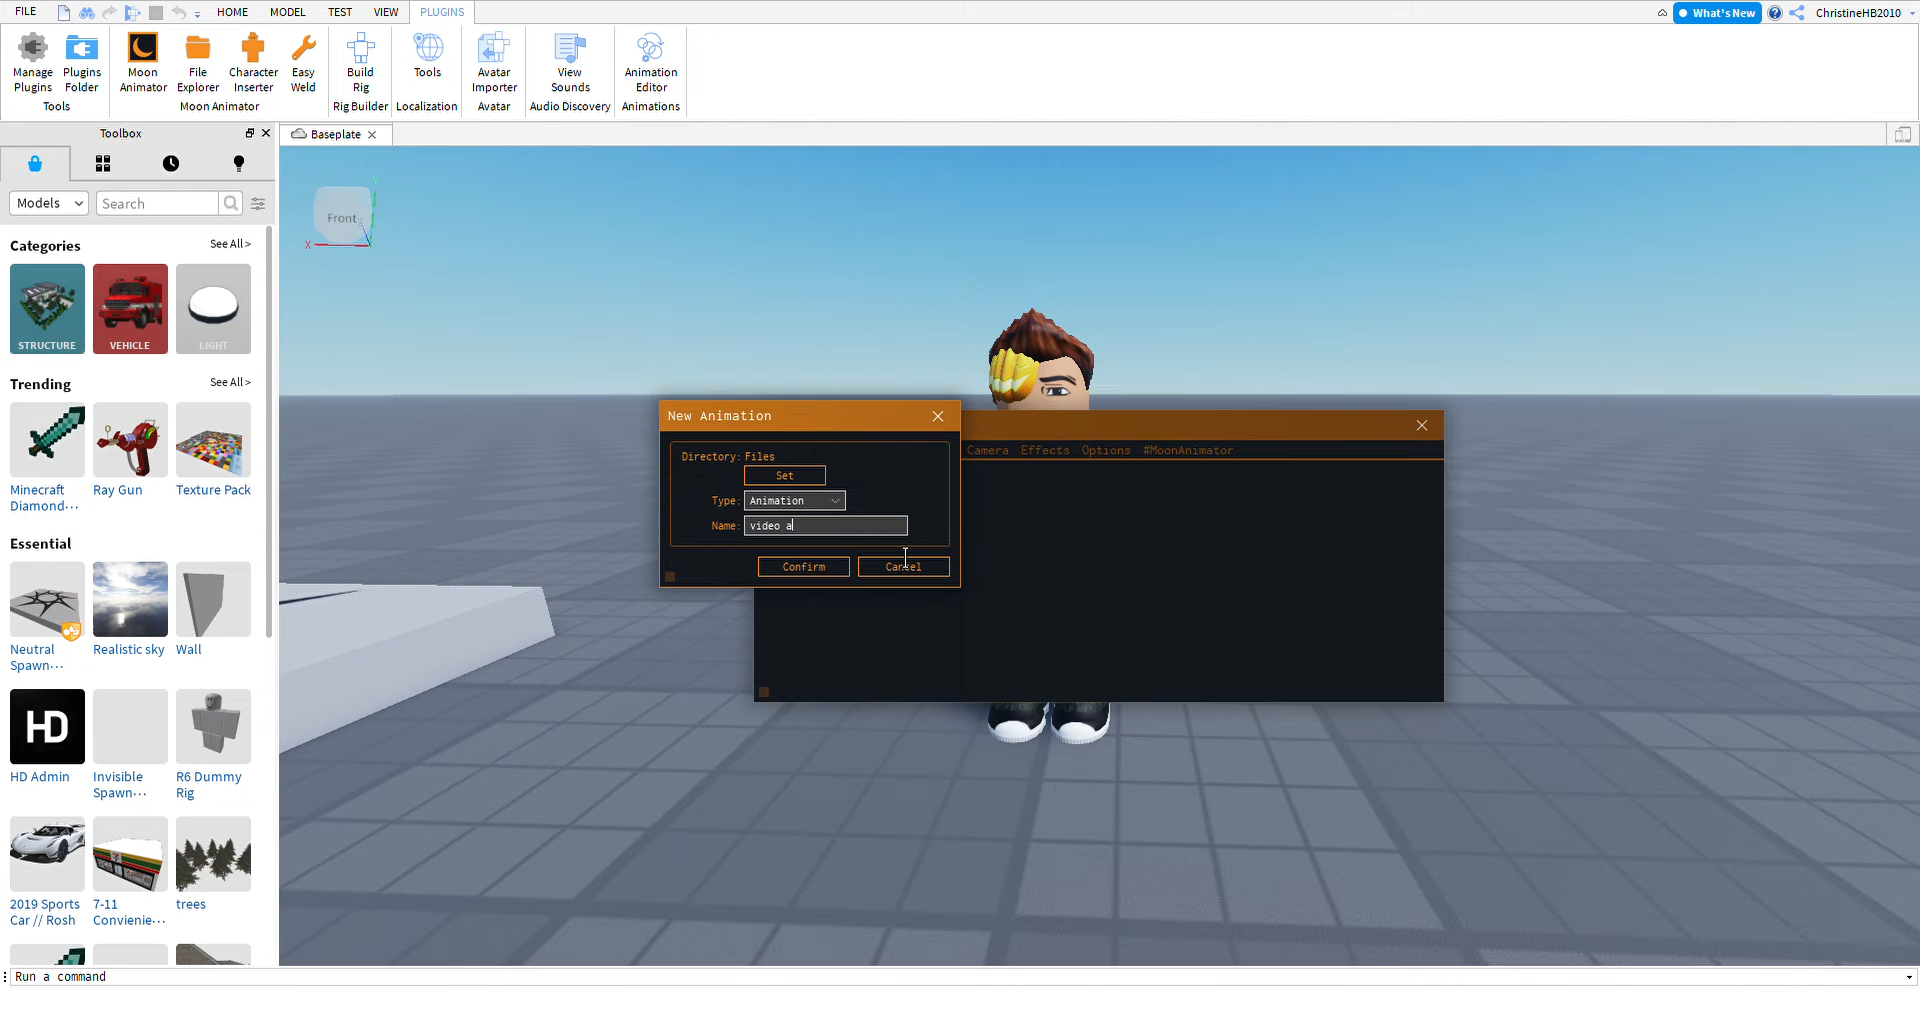 FILE HOME MODEL TEST VIEW PLUGINS What's New ChristineHB2010
Manage Plugins Moon File Character Easy Build Tools Avatar View Animation
Plugins Folder Animator Explorer Inserter Weld Rig Importer Sounds Editor
Tools Moon Animator Rig Builder Localization Avatar Audio Discovery Animations
Toolbox
Baseplate
Models
Search
Front
X
Y
Categories See All >
STRUCTURE VEHICLE LIGHT
Trending See All >
Minecraft Ray Gun Texture Pack
Diamond...
Essential
Neutral Realistic sky Wall
Spawn...
HD
HD Admin Invisible R6 Dummy
Spawn... Rig
2019 Sports 7-11 trees
Car // Rosh Convienie...
New Animation
Directory: Files
Set
Type: Animation
Name: video a
Confirm Cancel
Camera Effects Options #MoonAnimator
Run a command